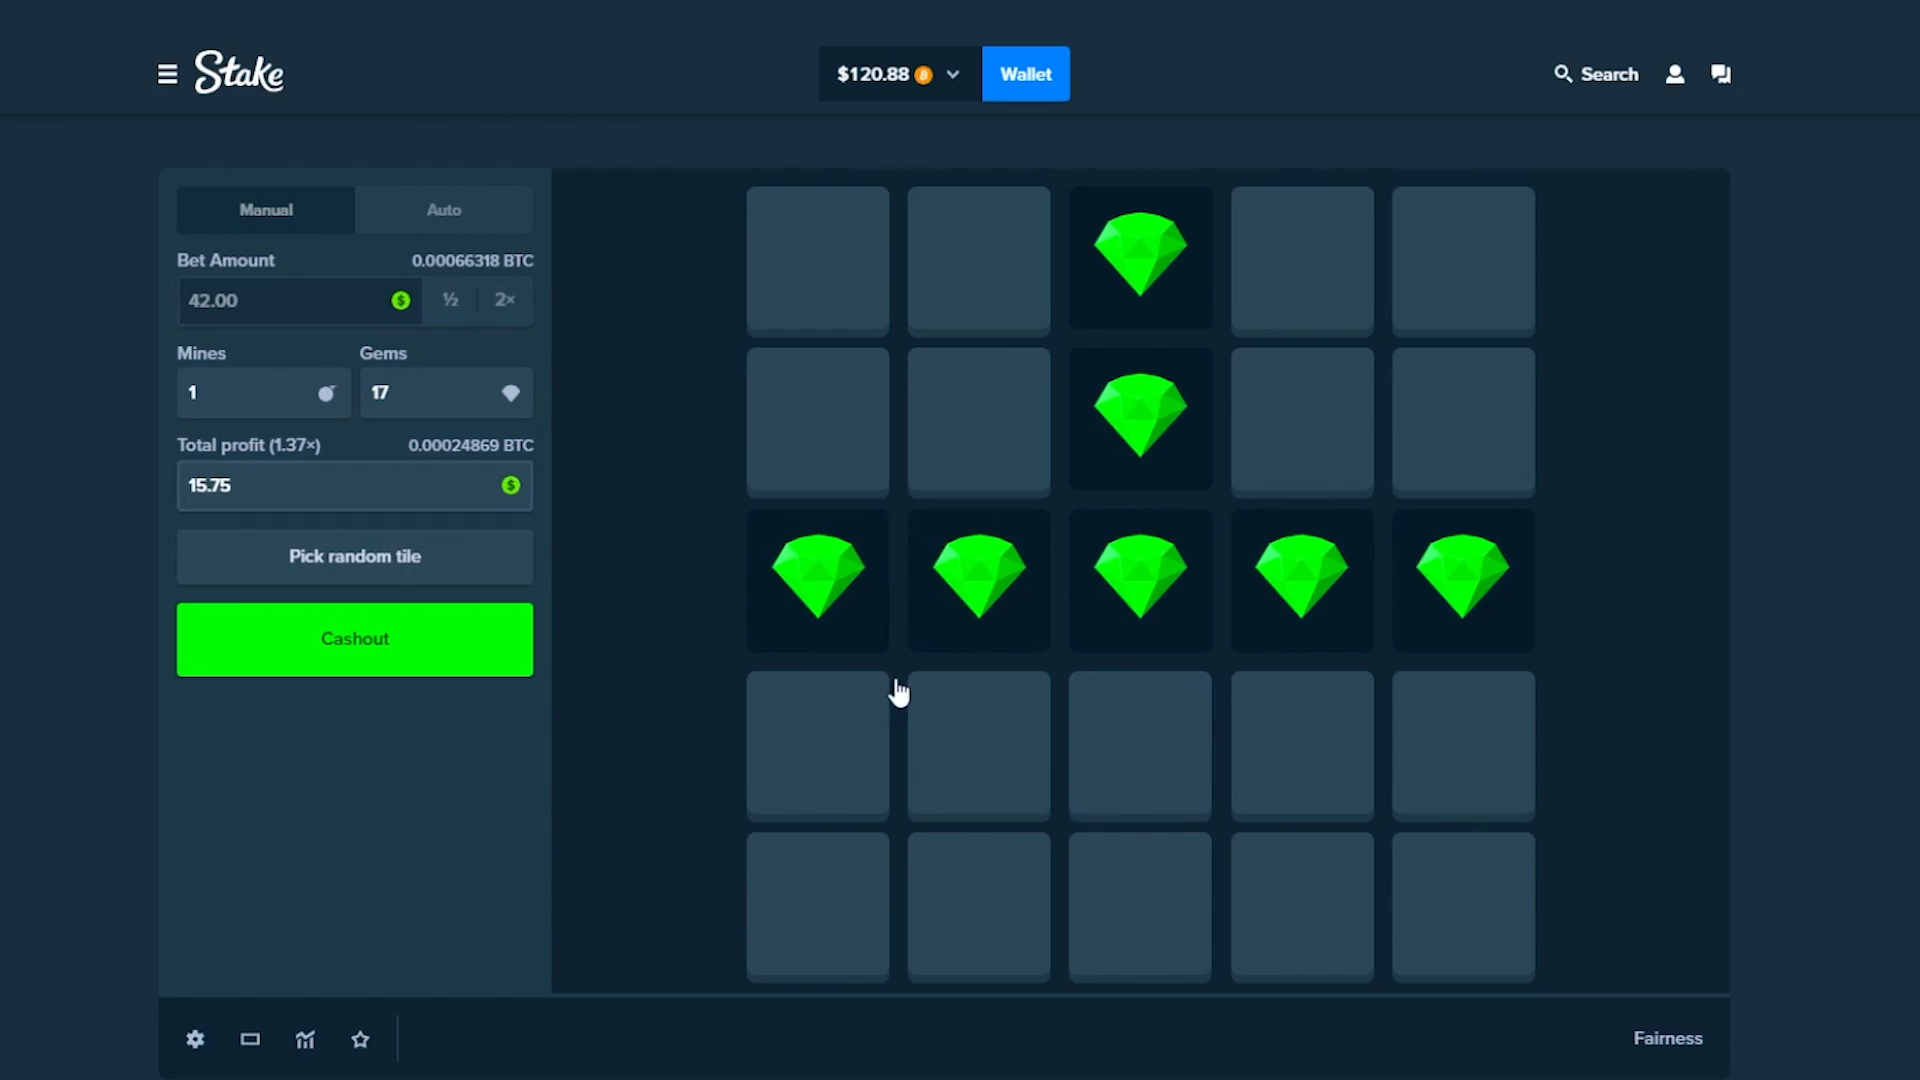 Stake
$120.88
Wallet
Search
Manual
Auto
Bet Amount
0.00066318 BTC
42.00
½
2×
Mines
Gems
1
17
Total profit (1.37×)
0.00024869 BTC
15.75
Pick random tile
Cashout
Fairness